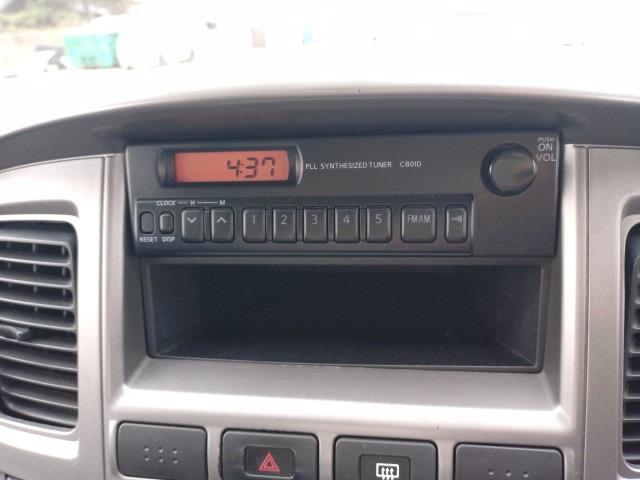 4:37
PLL SYNTHESIZED TUNER CB01D
PUSH
ON
VOL
CLOCK H M
1 2 3 4 5 FM/AM
RESET DISP